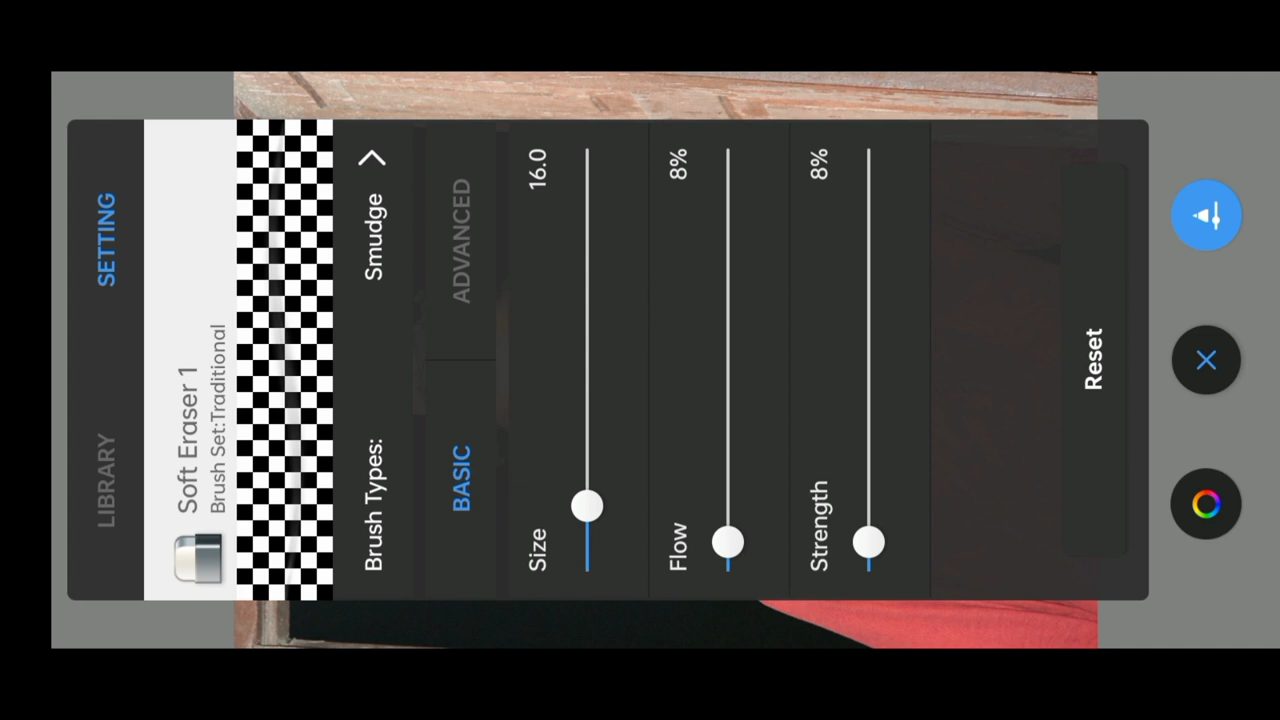 LIBRARY SETTING
Soft Eraser 1
Brush Set:Traditional
Brush Types: Smudge
BASIC ADVANCED
Size 16.0
Flow 8%
Strength 8%
Reset